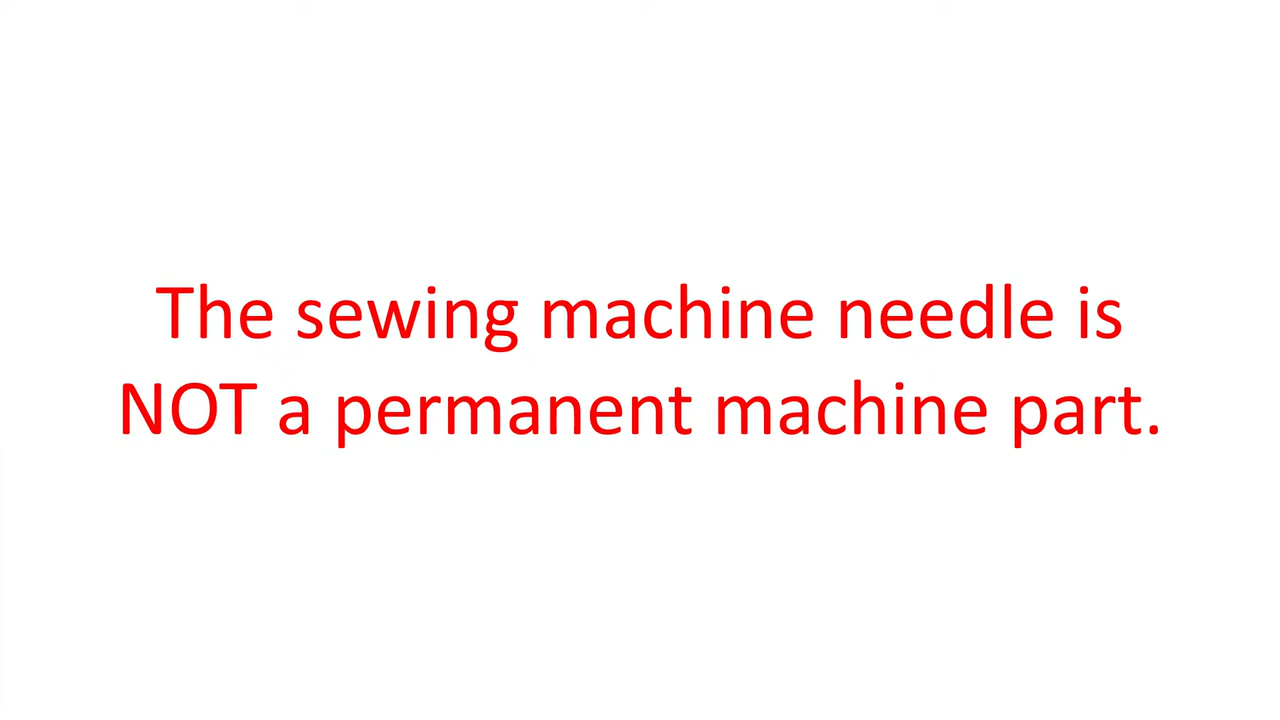 The sewing machine needle is
NOT a permanent machine part.